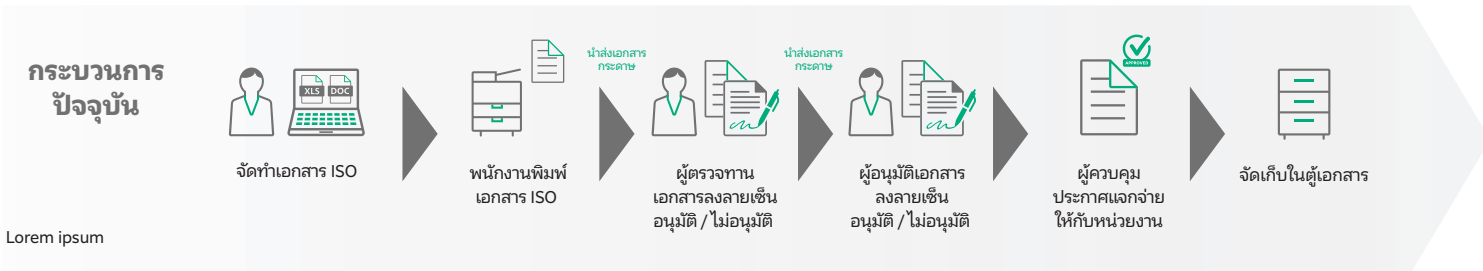 กระบวนการ
ปัจจุบัน
XLS DOC
จัดทำเอกสาร ISO
พนักงานพิมพ์
เอกสาร ISO
นำส่งเอกสาร
กระดาษ
ผู้ตรวจทาน
เอกสารลงลายเซ็น
อนุมัติ / ไม่อนุมัติ
นำส่งเอกสาร
กระดาษ
ผู้อนุมัติเอกสาร
ลงลายเซ็น
อนุมัติ / ไม่อนุมัติ
APPROVED
ผู้ควบคุม
ประกาศแจกจ่าย
ให้กับหน่วยงาน
จัดเก็บในตู้เอกสาร
Lorem ipsum